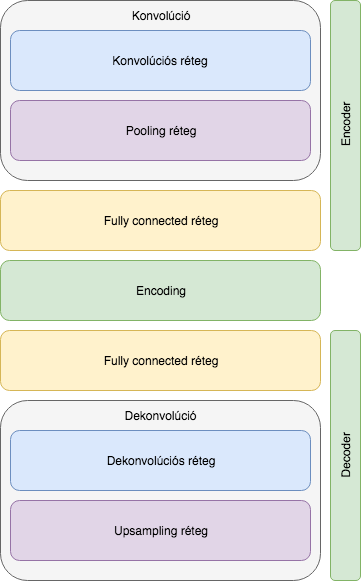 Konvolúció
Konvolúciós réteg
Pooling réteg
Encoder
Fully connected réteg
Encoding
Fully connected réteg
Dekonvolúció
Dekonvolúciós réteg
Decoder
Upsampling réteg